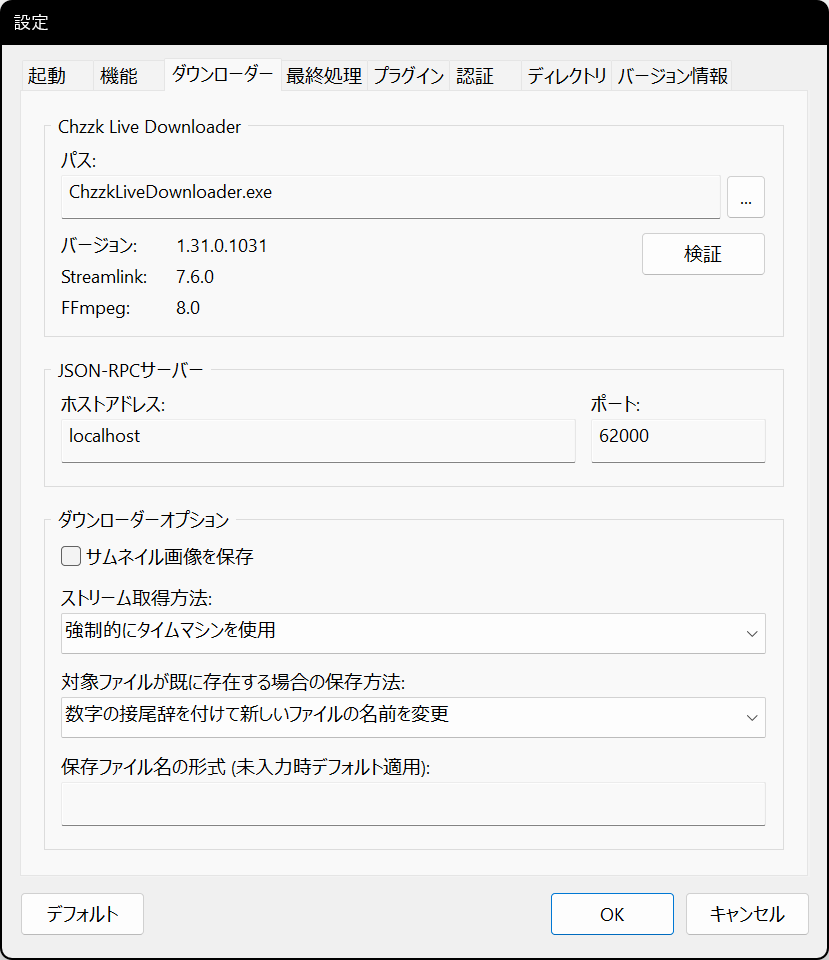 設定
起動 機能 ダウンローダー 最終処理 プラグイン 認証 ディレクトリ バージョン情報
Chzzk Live Downloader
パス:
ChzzkLiveDownloader.exe ...
バージョン: 1.31.0.1031 検証
Streamlink: 7.6.0
FFmpeg: 8.0
JSON-RPCサーバー
ホストアドレス: ポート:
localhost 62000
ダウンローダーオプション
サムネイル画像を保存
ストリーム取得方法:
強制的にタイムマシンを使用
対象ファイルが既に存在する場合の保存方法:
数字の接尾辞を付けて新しいファイルの名前を変更
保存ファイル名の形式 (未入力時デフォルト適用):
デフォルト OK キャンセル